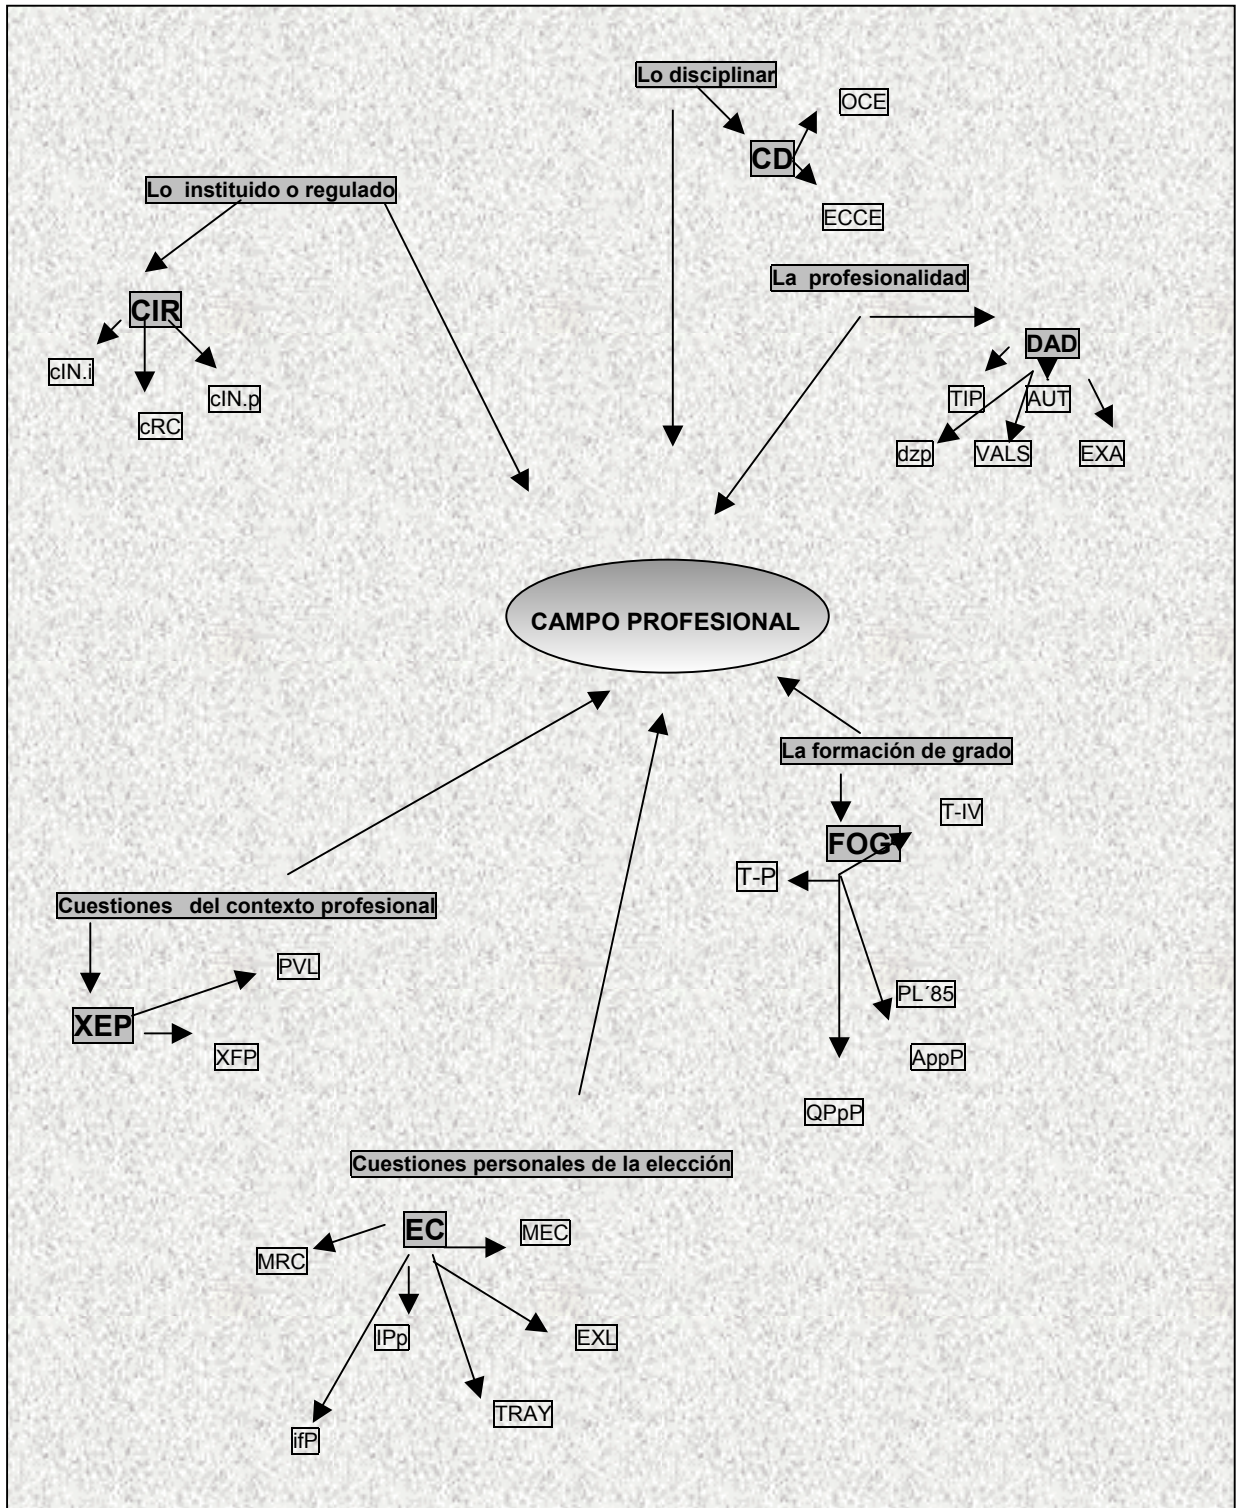 Lo disciplinar
OCE
CD
ECCE
Lo instituido o regulado
CIR
cIN.i
cIN.p
cRC
La profesionalidad
DAD
TIP
AUT
dzp
VALS
EXA
CAMPO PROFESIONAL
La formación de grado
T-IV
FOG
T-P
PL´85
AppP
QPpP
Cuestiones del contexto profesional
PVL
XEP
XFP
Cuestiones personales de la elección
EC
MEC
MRC
IPp
EXL
TRAY
ifP